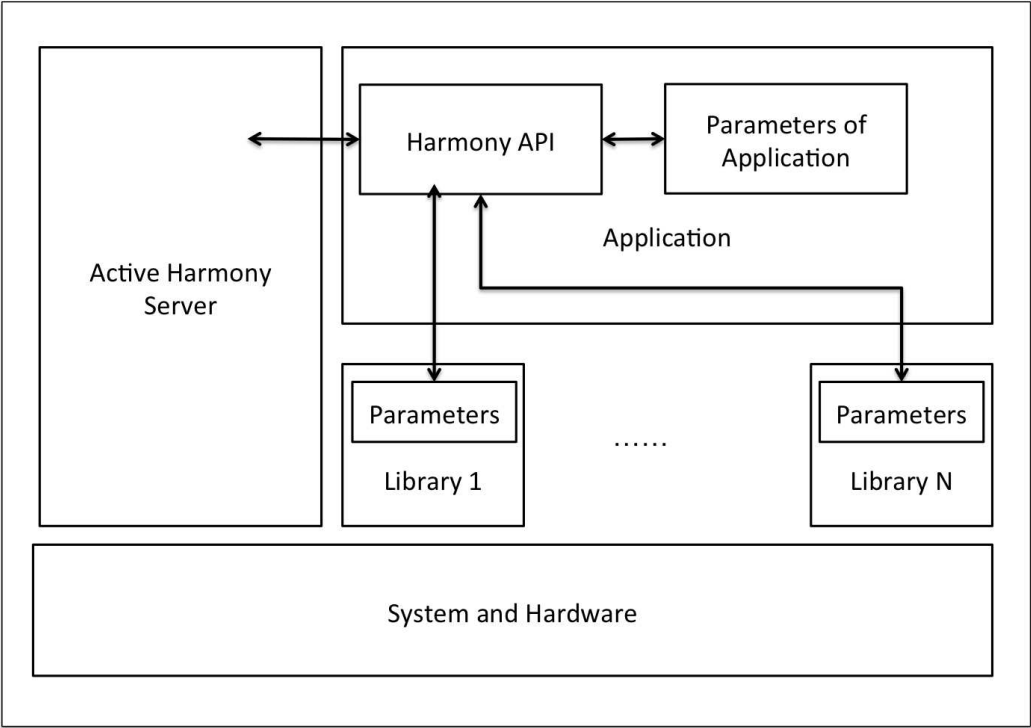 Harmony API
Parameters of
Application
Application
Active Harmony
Server
Parameters
Library 1
......
Parameters
Library N
System and Hardware